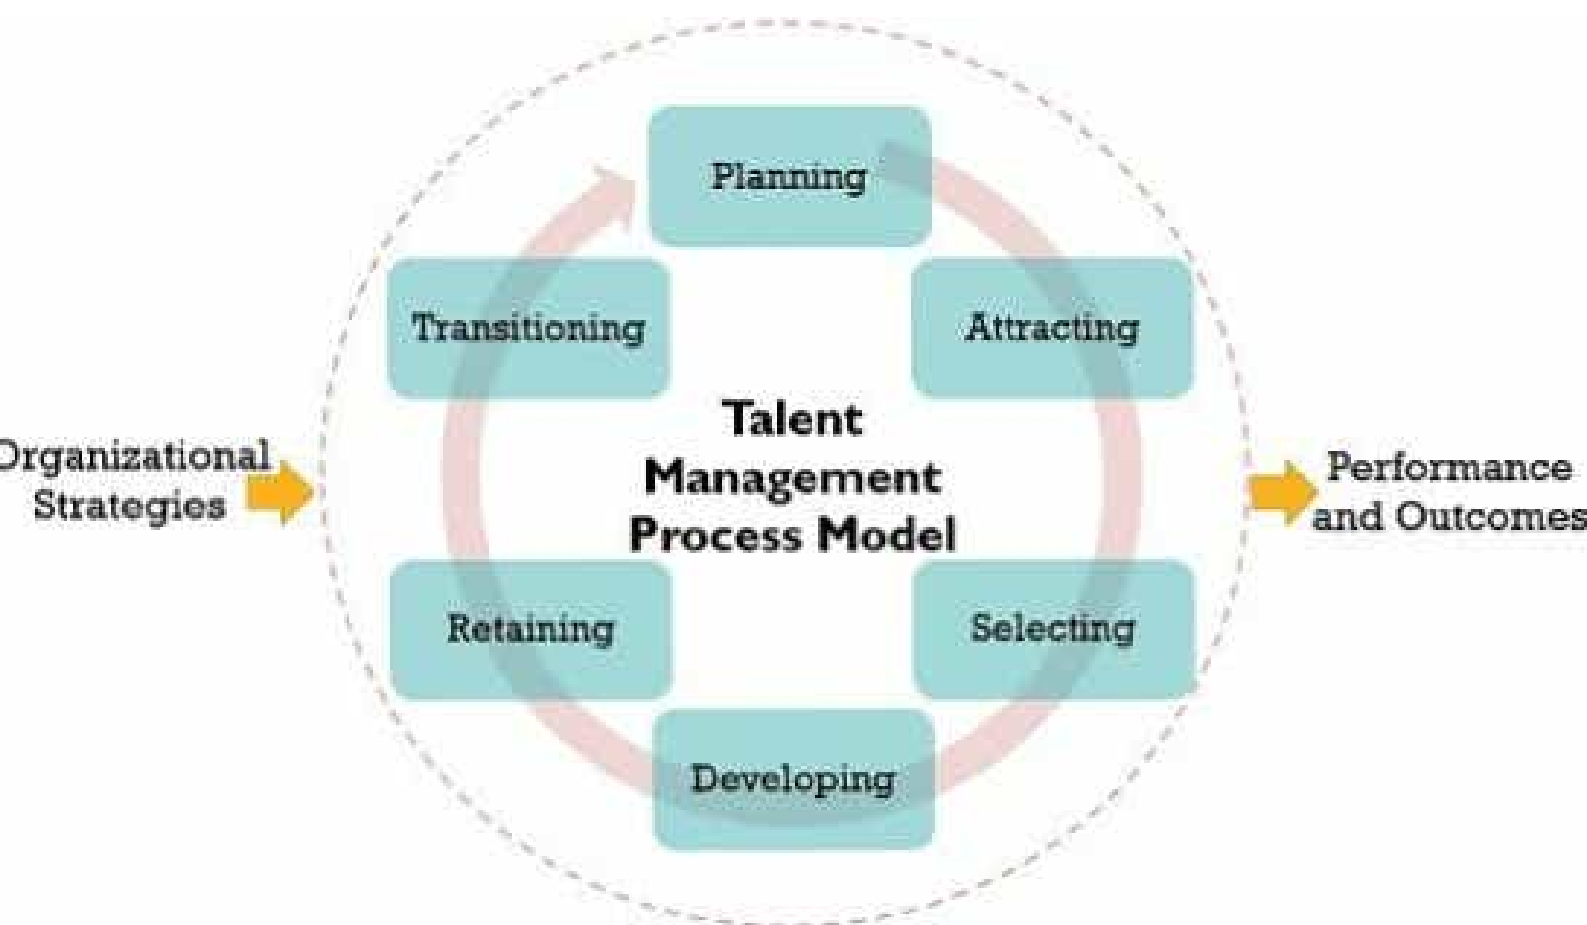 Planning
Transitioning
Attracting
Talent
Management
Process Model
Organizational
Strategies
Performance
and Outcomes
Retaining
Selecting
Developing